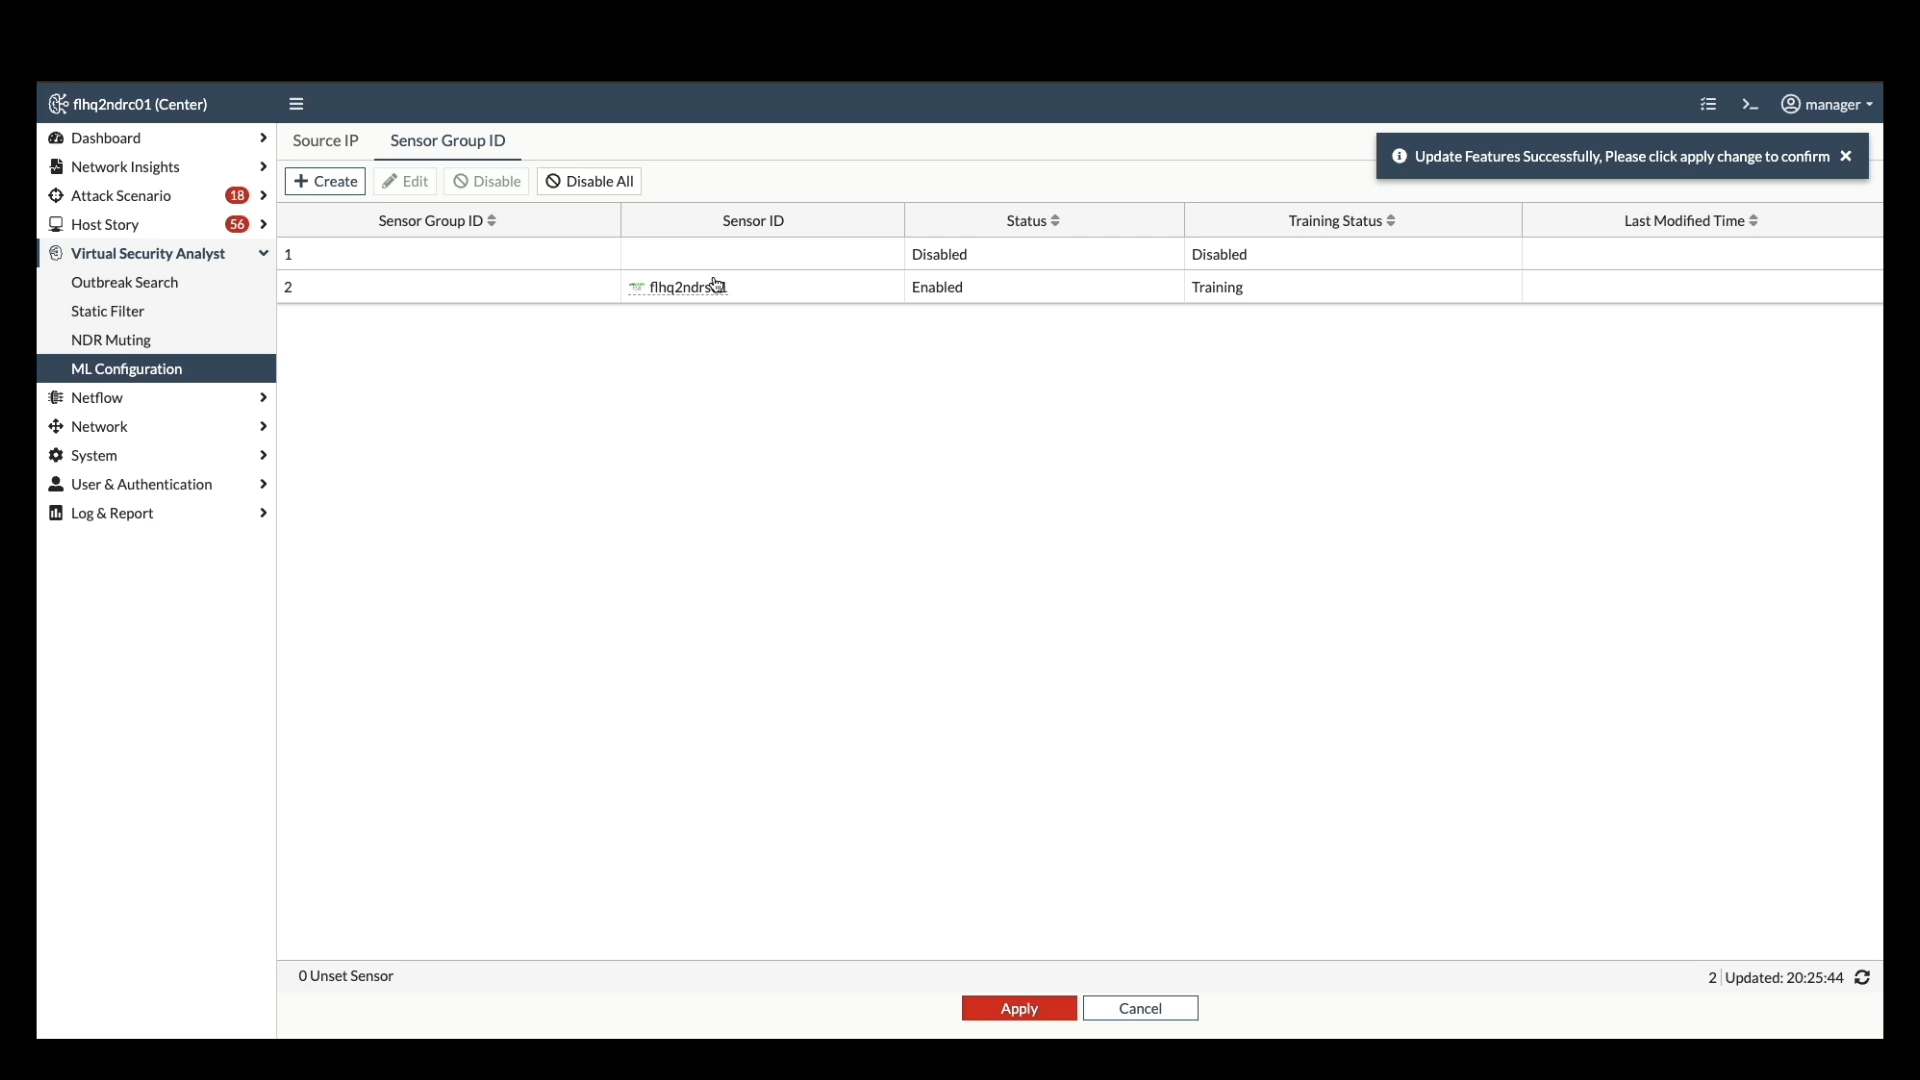 flhq2ndrc01 (Center)
manager
Dashboard
Network Insights
Attack Scenario 18
Host Story 56
Virtual Security Analyst
Outbreak Search
Static Filter
NDR Muting
ML Configuration
Netflow
Network
System
User & Authentication
Log & Report
Source IP Sensor Group ID
Update Features Successfully, Please click apply change to confirm
Create Edit Disable Disable All
Sensor Group ID Sensor ID Status Training Status Last Modified Time
1 Disabled Disabled
2 Enabled Training
0 Unset Sensor
2 Updated: 20:25:44
Apply Cancel